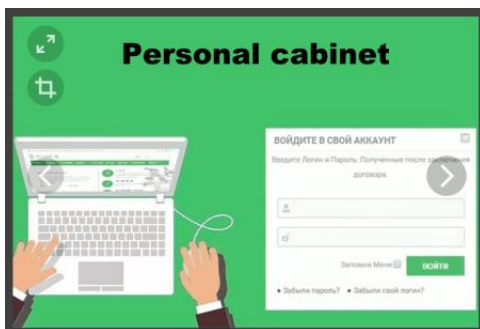 Personal cabinet
ВОЙДИТЕ В СВОЙ АККАУНТ
Введите Логин и Пароль. Полученные после заключения
договора.
Запомни Меня
ВОЙТИ
• Забыли пароль? • Забыли свой логин?